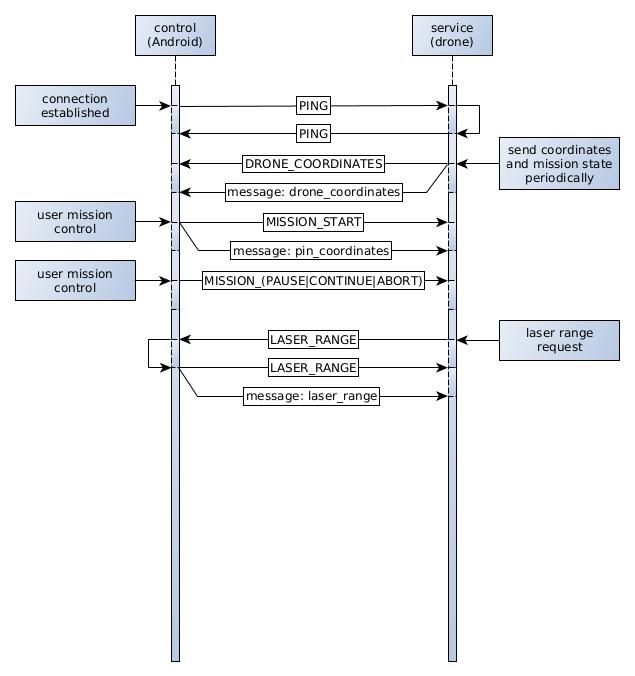 control
(Android)
service
(drone)
connection
established
PING
PING
send coordinates
and mission state
periodically
DRONE_COORDINATES
message: drone_coordinates
user mission
control
MISSION_START
message: pin_coordinates
user mission
control
MISSION_(PAUSE|CONTINUE|ABORT)
LASER_RANGE
laser range
request
LASER_RANGE
message: laser_range